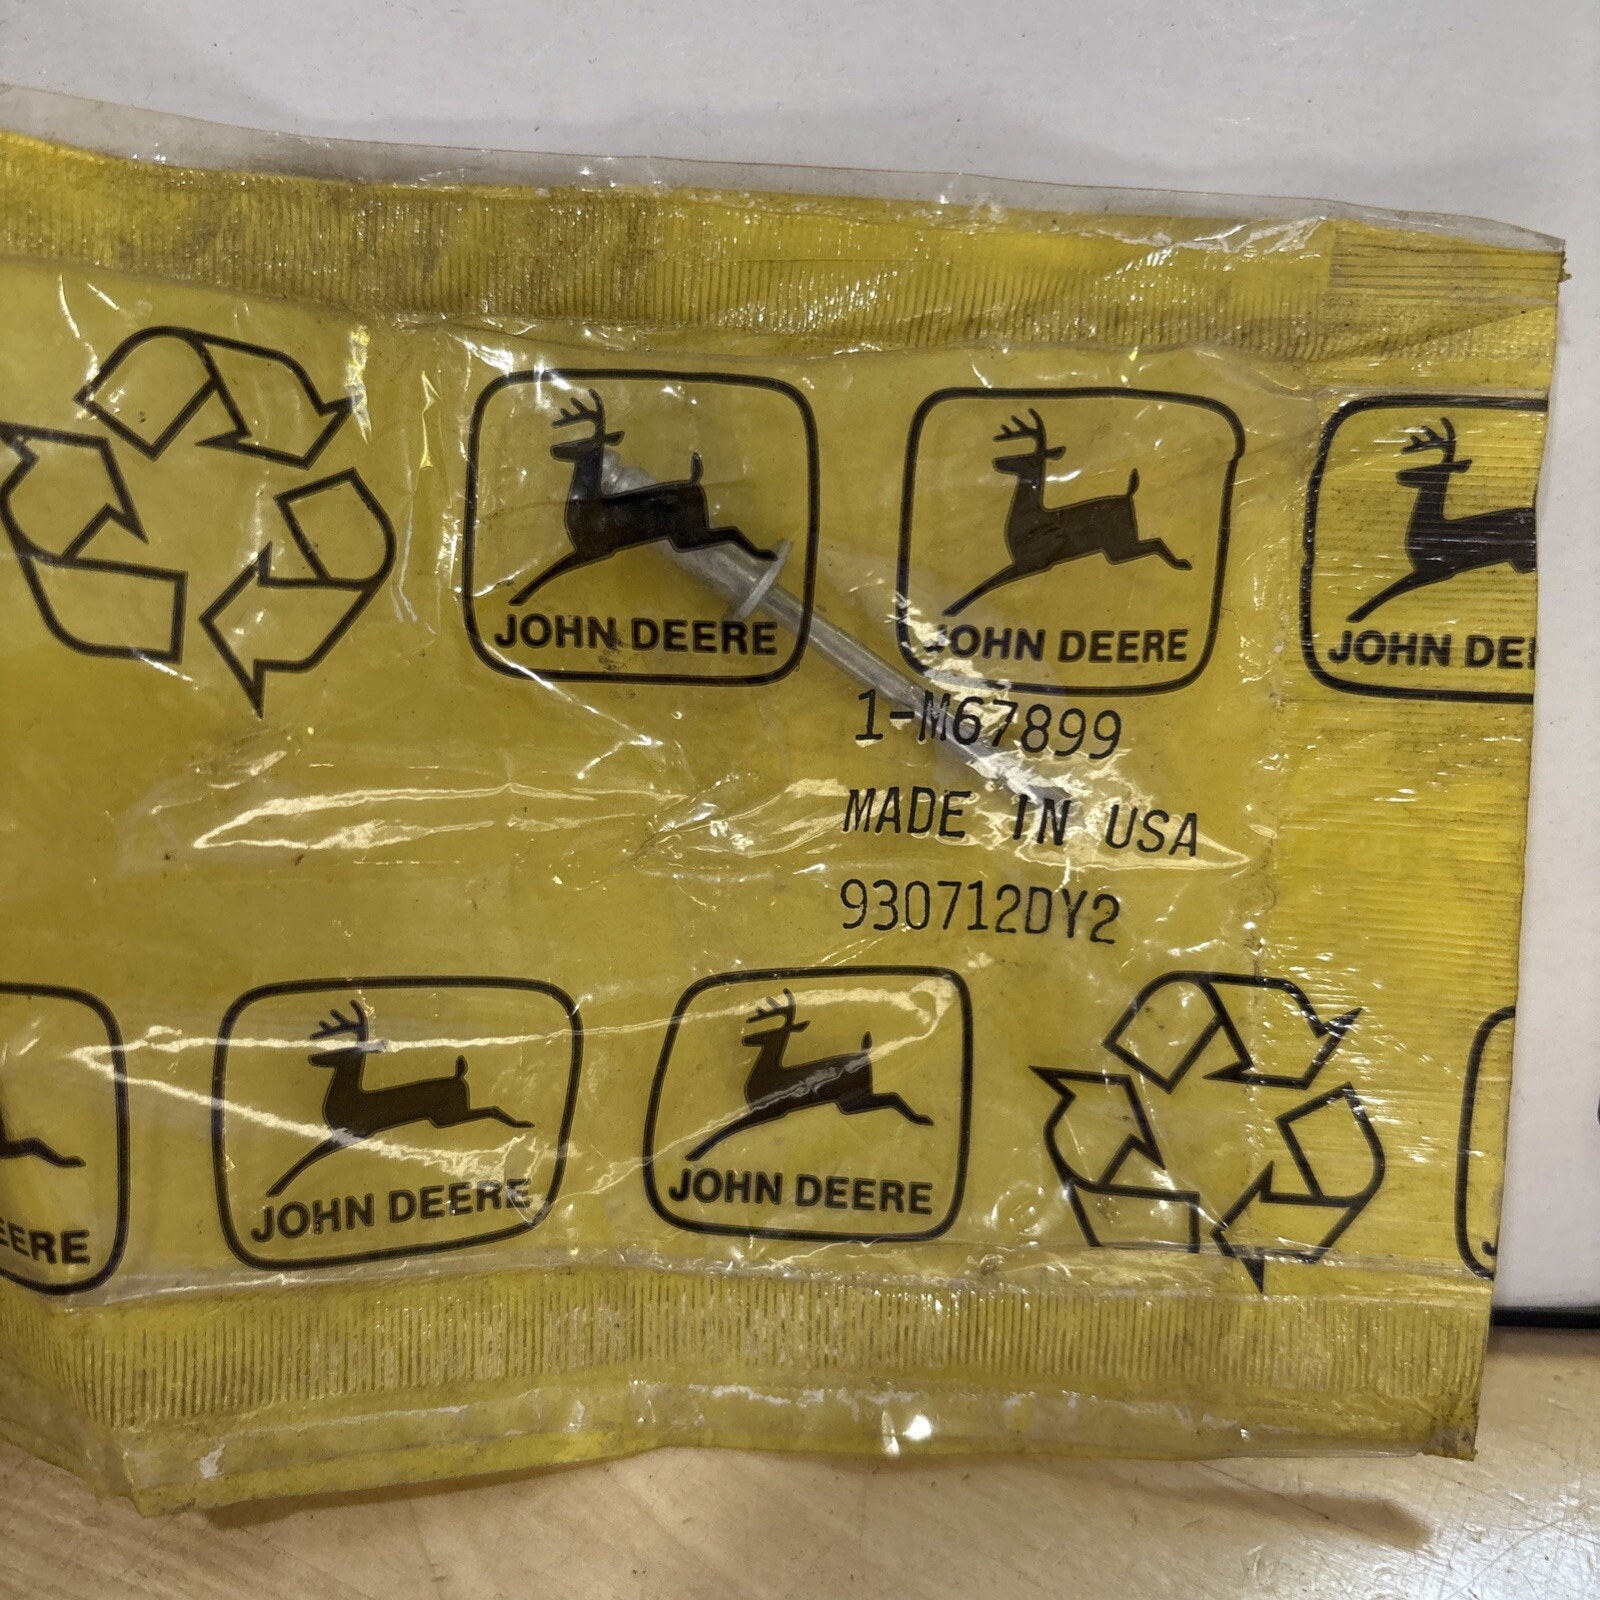 JOHN DEERE
JOHN DEERE
JOHN DE
1-M67899
MADE IN USA
930712DY2
EERE
JOHN DEERE
JOHN DEERE